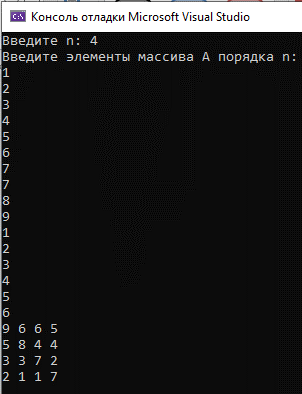 Консоль отладки Microsoft Visual Studio
Введите n: 4
Введите элементы массива A порядка n:
1
2
3
4
5
6
7
7
8
9
1
2
3
4
5
6
9 6 6 5
5 8 4 4
3 3 7 2
2 1 1 7